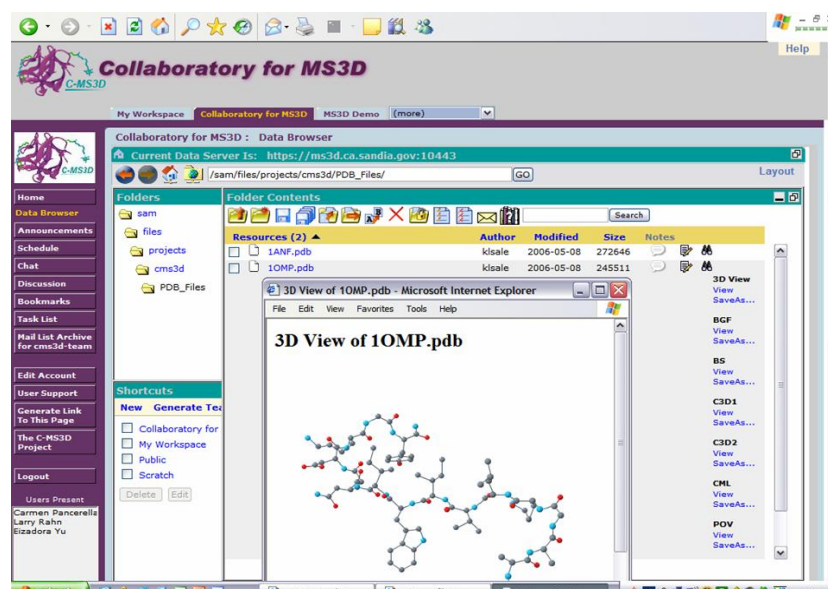 Help
C-MS3D
Collaboratory for MS3D
My Workspace
Collaboratory for MS3D
MS3D Demo
(more)
C-MS3D
Collaboratory for MS3D : Data Browser
Current Data Server Is: https://ms3d.ca.sandia.gov:10443
/sam/files/projects/cms3d/PDB_Files/
GO
Layout
Home
Data Browser
Announcements
Schedule
Chat
Discussion
Bookmarks
Task List
Mail List Archive
for cms3d-team
Edit Account
User Support
Generate Link
To This Page
The C-MS3D
Project
Logout
Users Present
Carmen Pancerella
Larry Rahn
Eizadora Yu
Folders
sam
files
projects
cms3d
PDB_Files
Shortcuts
New Generate Tea
Collaboratory for
My Workspace
Public
Scratch
Delete Edit
Folder Contents
Search
Resources (2) Author Modified Size Notes
1ANF.pdb klsale 2006-05-08 272646
1OMP.pdb klsale 2006-05-08 245511
3D View of 1OMP.pdb - Microsoft Internet Explorer
File Edit View Favorites Tools Help
3D View of 1OMP.pdb
3D View
View
SaveAs...
BGF
View
SaveAs...
BS
View
SaveAs...
C3D1
View
SaveAs...
C3D2
View
SaveAs...
CML
View
SaveAs...
POV
View
SaveAs...